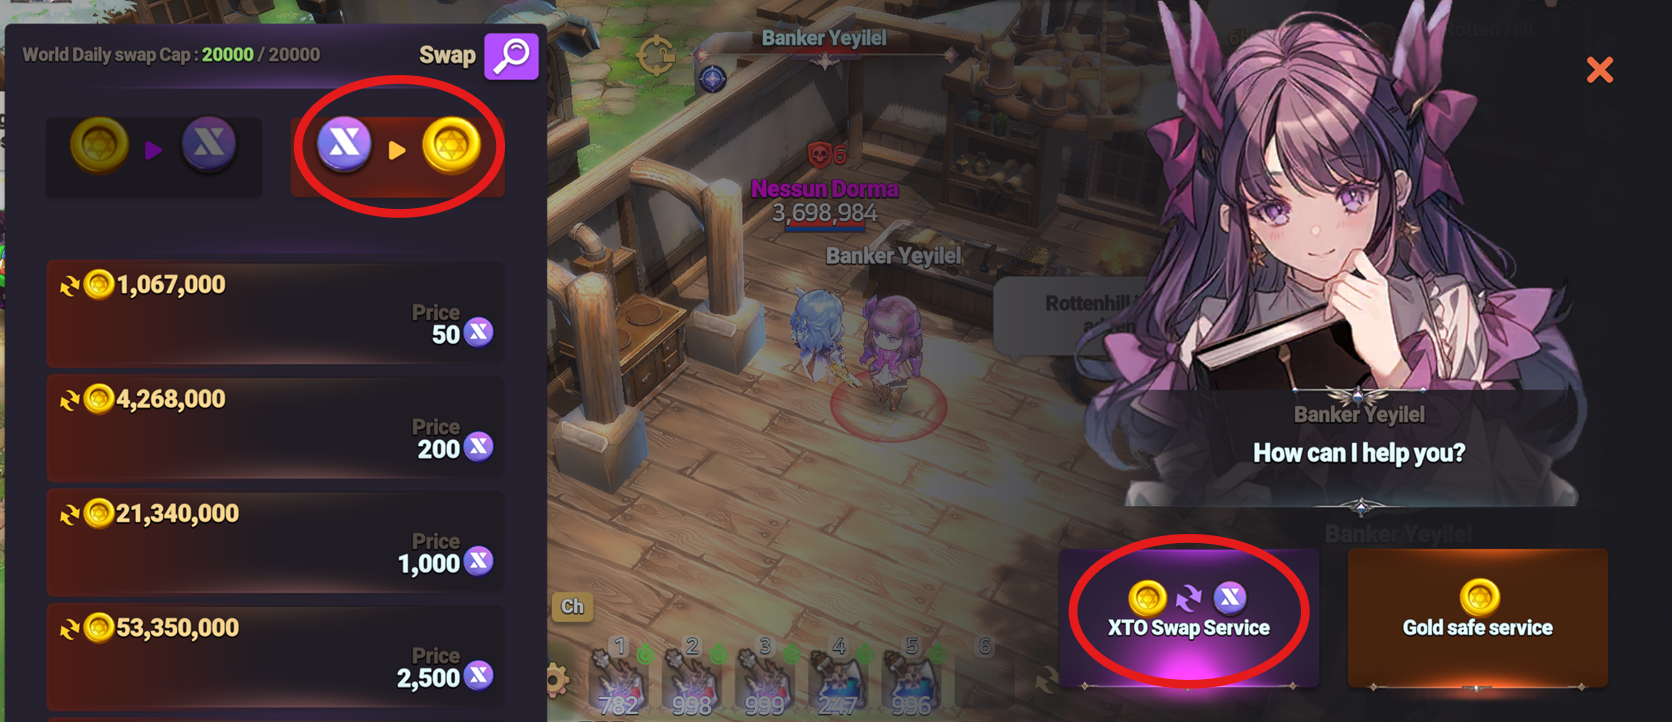 World Daily swap Cap : 20000 / 20000
Swap
1,067,000
Price
50
4,268,000
Price
200
21,340,000
Price
1,000
53,350,000
Price
2,500
Banker Yeyilel
6
Nessun Dorma
3,698,984
Banker Yeyilel
Rottenhill
Ch
1 2 3 4 5 6
782 998 999 247 996
Rotten Hill
Banker Yeyilel
How can I help you?
Banker Yeyilel
XTO Swap Service
Gold safe service